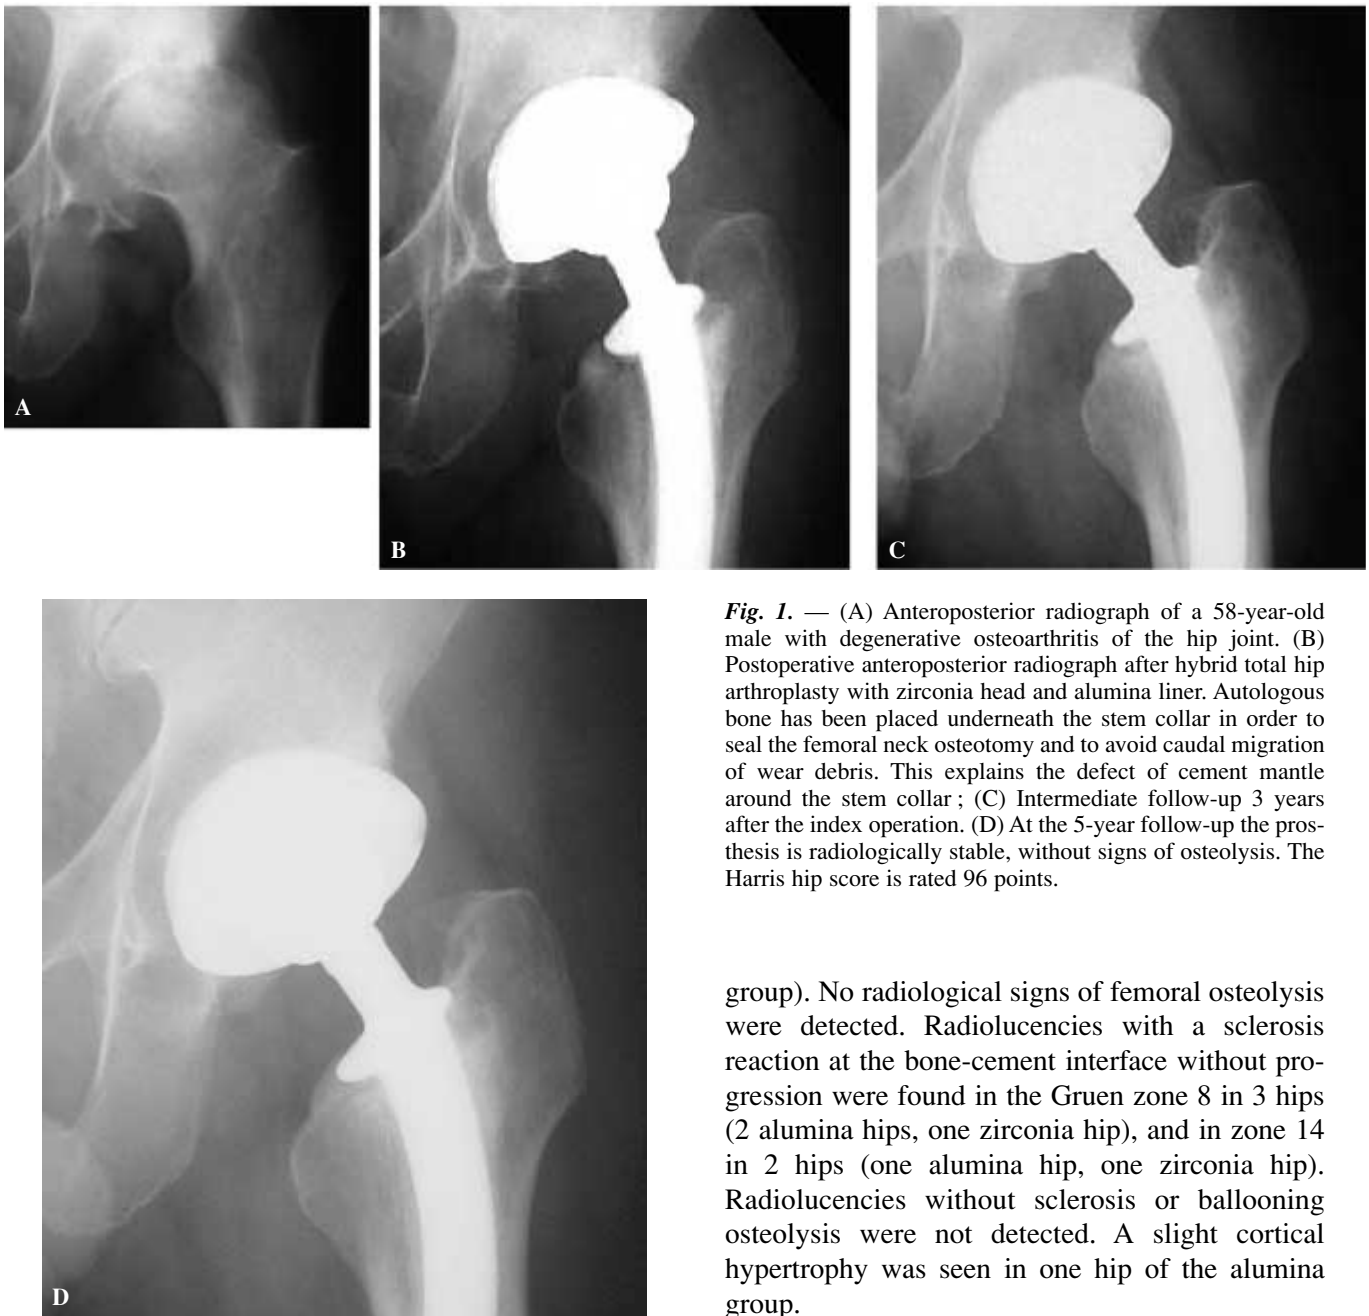 A
B
C
D
Fig. 1. — (A) Anteroposterior radiograph of a 58-year-old
male with degenerative osteoarthritis of the hip joint. (B)
Postoperative anteroposterior radiograph after hybrid total hip
arthroplasty with zirconia head and alumina liner. Autologous
bone has been placed underneath the stem collar in order to
seal the femoral neck osteotomy and to avoid caudal migration
of wear debris. This explains the defect of cement mantle
around the stem collar ; (C) Intermediate follow-up 3 years
after the index operation. (D) At the 5-year follow-up the pros-
thesis is radiologically stable, without signs of osteolysis. The
Harris hip score is rated 96 points.
group). No radiological signs of femoral osteolysis
were detected. Radiolucencies with a sclerosis
reaction at the bone-cement interface without pro-
gression were found in the Gruen zone 8 in 3 hips
(2 alumina hips, one zirconia hip), and in zone 14
in 2 hips (one alumina hip, one zirconia hip).
Radiolucencies without sclerosis or ballooning
osteolysis were not detected. A slight cortical
hypertrophy was seen in one hip of the alumina
group.